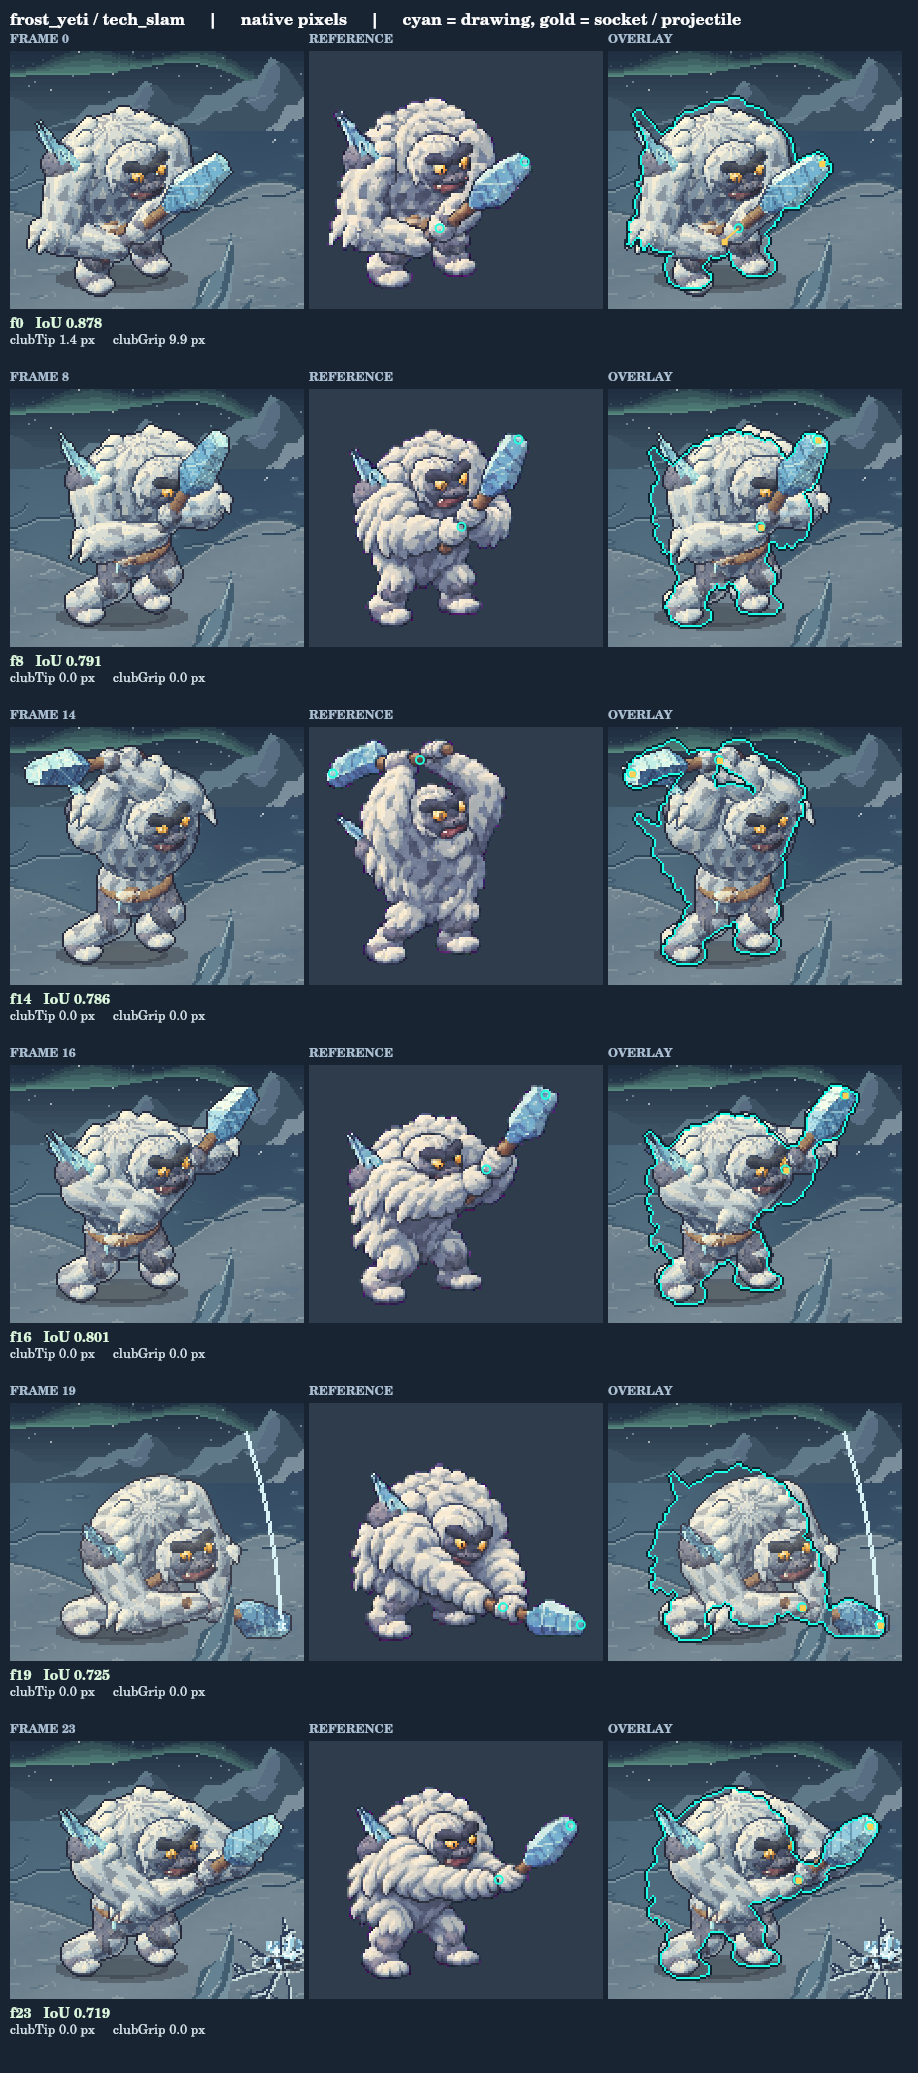 frost_yeti / tech_slam | native pixels | cyan = drawing, gold = socket / projectile
FRAME 0 REFERENCE OVERLAY
f0 IoU 0.878
clubTip 1.4 px clubGrip 9.9 px
FRAME 8 REFERENCE OVERLAY
f8 IoU 0.791
clubTip 0.0 px clubGrip 0.0 px
FRAME 14 REFERENCE OVERLAY
f14 IoU 0.786
clubTip 0.0 px clubGrip 0.0 px
FRAME 16 REFERENCE OVERLAY
f16 IoU 0.801
clubTip 0.0 px clubGrip 0.0 px
FRAME 19 REFERENCE OVERLAY
f19 IoU 0.725
clubTip 0.0 px clubGrip 0.0 px
FRAME 23 REFERENCE OVERLAY
f23 IoU 0.719
clubTip 0.0 px clubGrip 0.0 px